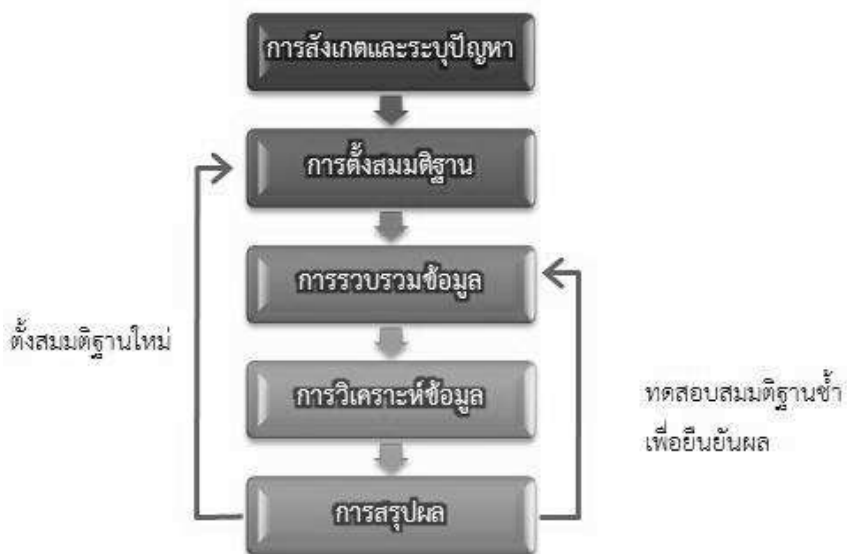 การสังเกตและระบุปัญหา
การตั้งสมมติฐาน
การรวบรวมข้อมูล
ตั้งสมมติฐานใหม่
การวิเคราะห์ข้อมูล
ทดสอบสมมติฐานซ้ำ
เพื่อยืนยันผล
การสรุปผล